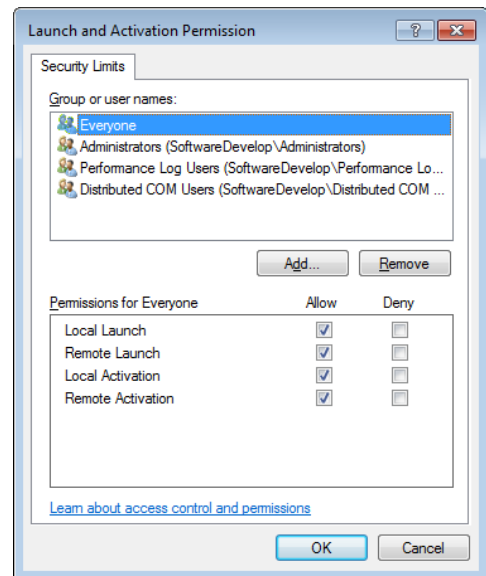 Launch and Activation Permission
Security Limits
Group or user names:
Everyone
Administrators (SoftwareDevelop\Administrators)
Performance Log Users (SoftwareDevelop\Performance Lo...
Distributed COM Users (SoftwareDevelop\Distributed COM ...
Add... Remove
Permissions for Everyone Allow Deny
Local Launch
Remote Launch
Local Activation
Remote Activation
Learn about access control and permissions
OK Cancel